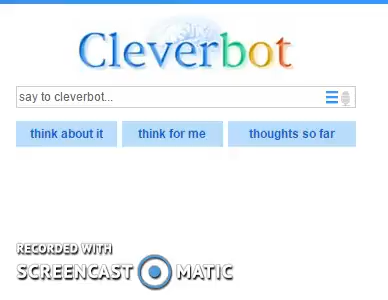 Cleverbot
say to cleverbot...
think about it
think for me
thoughts so far
RECORDED WITH
SCREENCAST MATIC